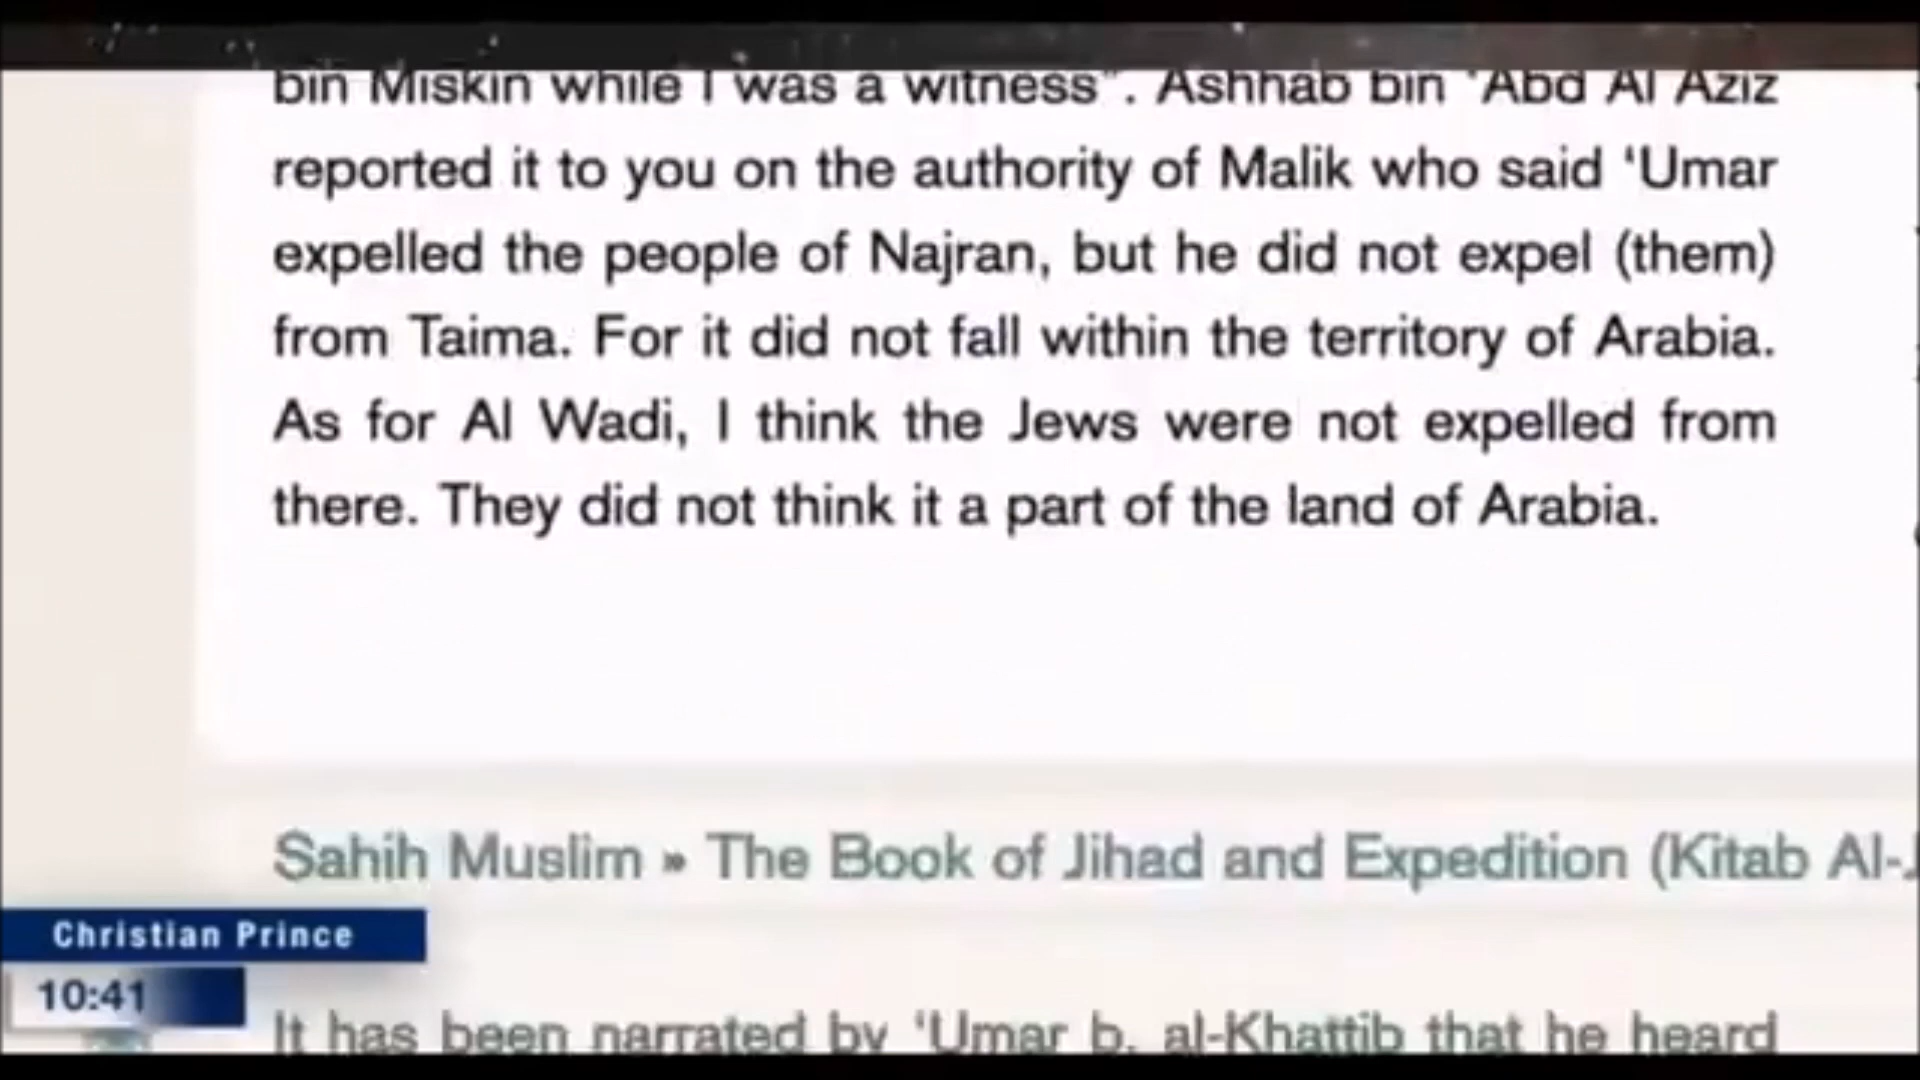 bin Miskin while I was a witness". Ashhab bin 'Abd Al Aziz
reported it to you on the authority of Malik who said ‘Umar
expelled the people of Najran, but he did not expel (them)
from Taima. For it did not fall within the territory of Arabia.
As for Al Wadi, I think the Jews were not expelled from
there. They did not think it a part of the land of Arabia.
Sahih Muslim » The Book of Jihad and Expedition (Kitab Al-J
Christian Prince
10:41
It has been narrated by ‘Umar b. al-Khattib that he heard